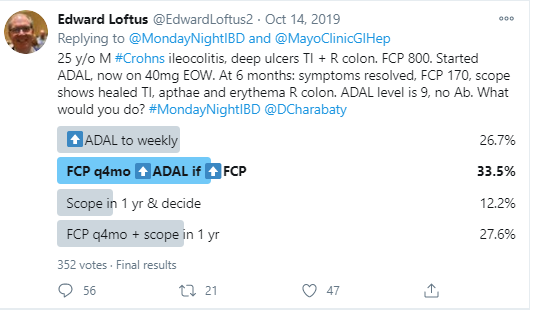 Edward Loftus @EdwardLoftus2 · Oct 14, 2019
Replying to @MondayNightIBD and @MayoClinicGIHep
25 y/o M #Crohns ileocolitis, deep ulcers TI + R colon. FCP 800. Started
ADAL, now on 40mg EOW. At 6 months: symptoms resolved, FCP 170, scope
shows healed TI, apthae and erythema R colon. ADAL level is 9, no Ab. What
would you do? #MondayNightIBD @DCharabaty
⬆ADAL to weekly 26.7%
FCP q4mo ⬆ADAL if ⬆FCP 33.5%
Scope in 1 yr & decide 12.2%
FCP q4mo + scope in 1 yr 27.6%
352 votes · Final results
56 21 47